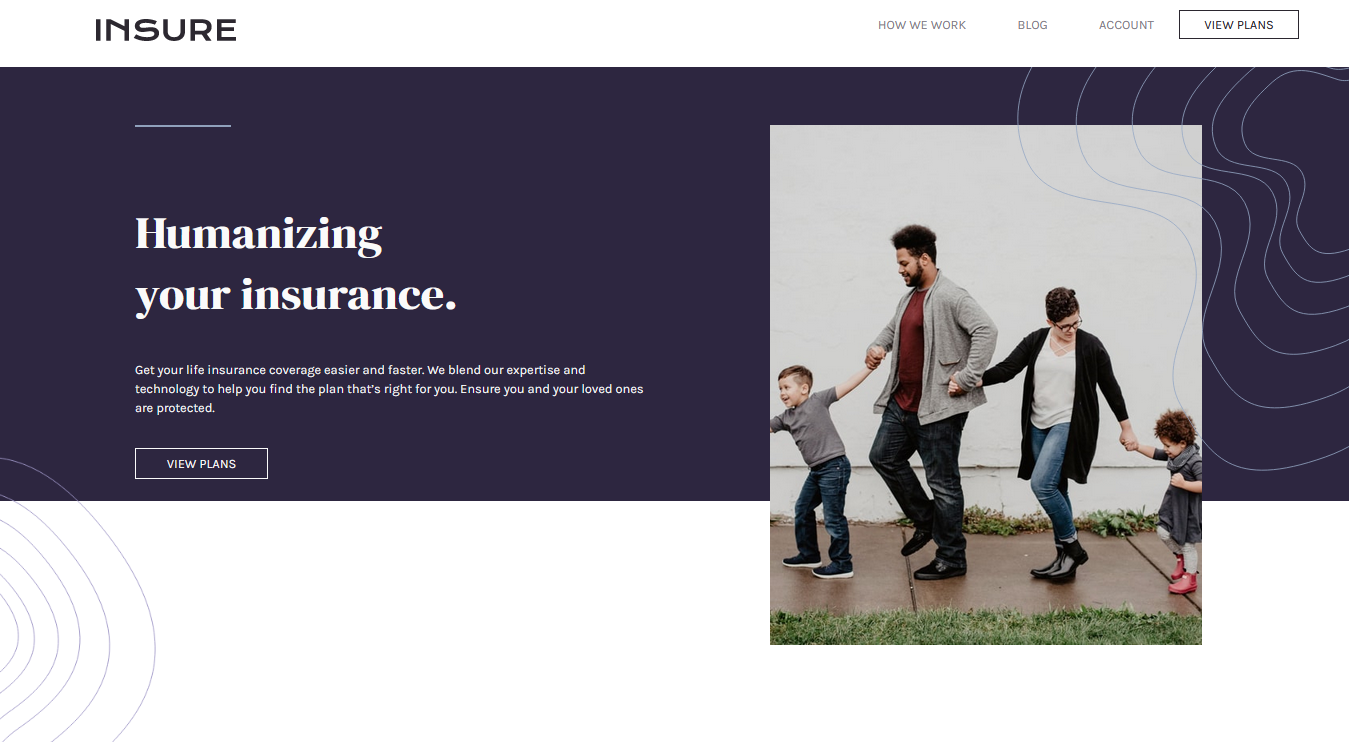 INSURE
HOW WE WORK
BLOG
ACCOUNT
VIEW PLANS
Humanizing
your insurance.
Get your life insurance coverage easier and faster. We blend our expertise and
technology to help you find the plan that’s right for you. Ensure you and your loved ones
are protected.
VIEW PLANS